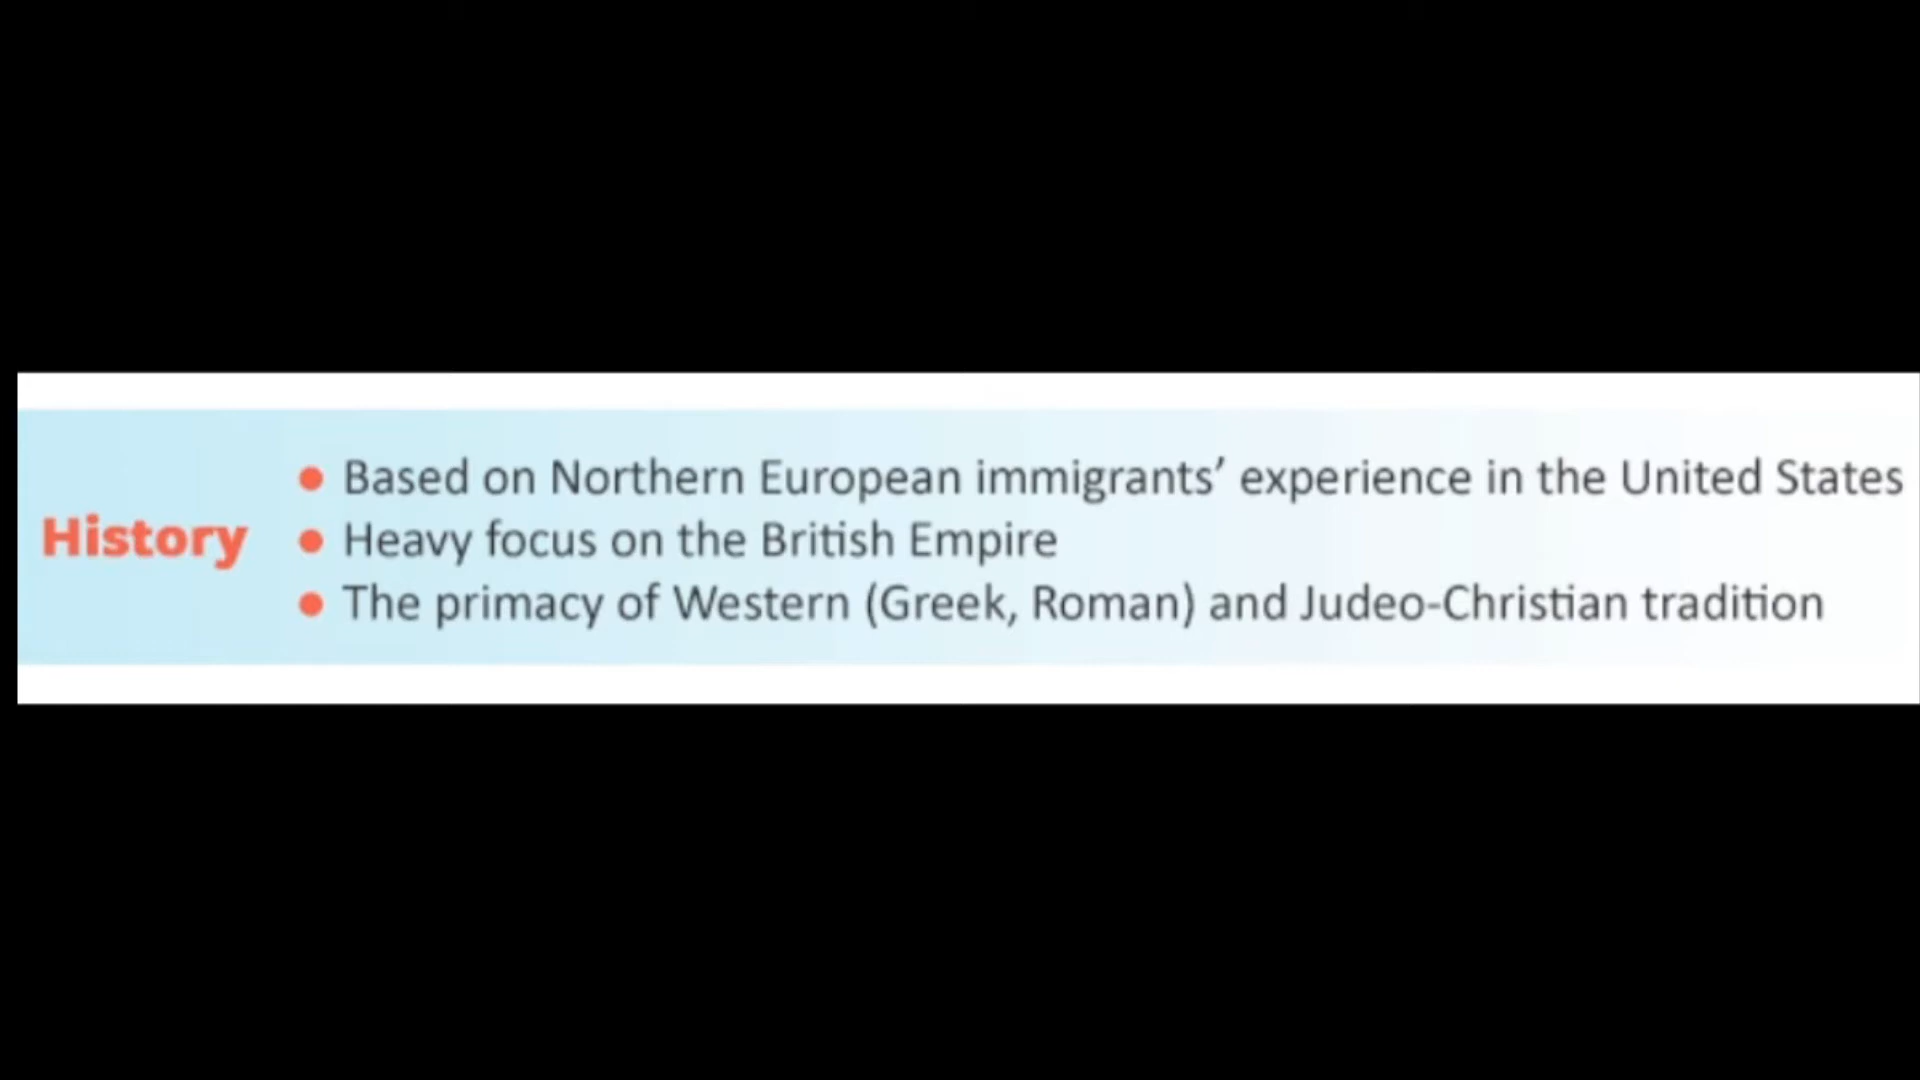 History
Based on Northern European immigrants’ experience in the United States
Heavy focus on the British Empire
The primacy of Western (Greek, Roman) and Judeo-Christian tradition